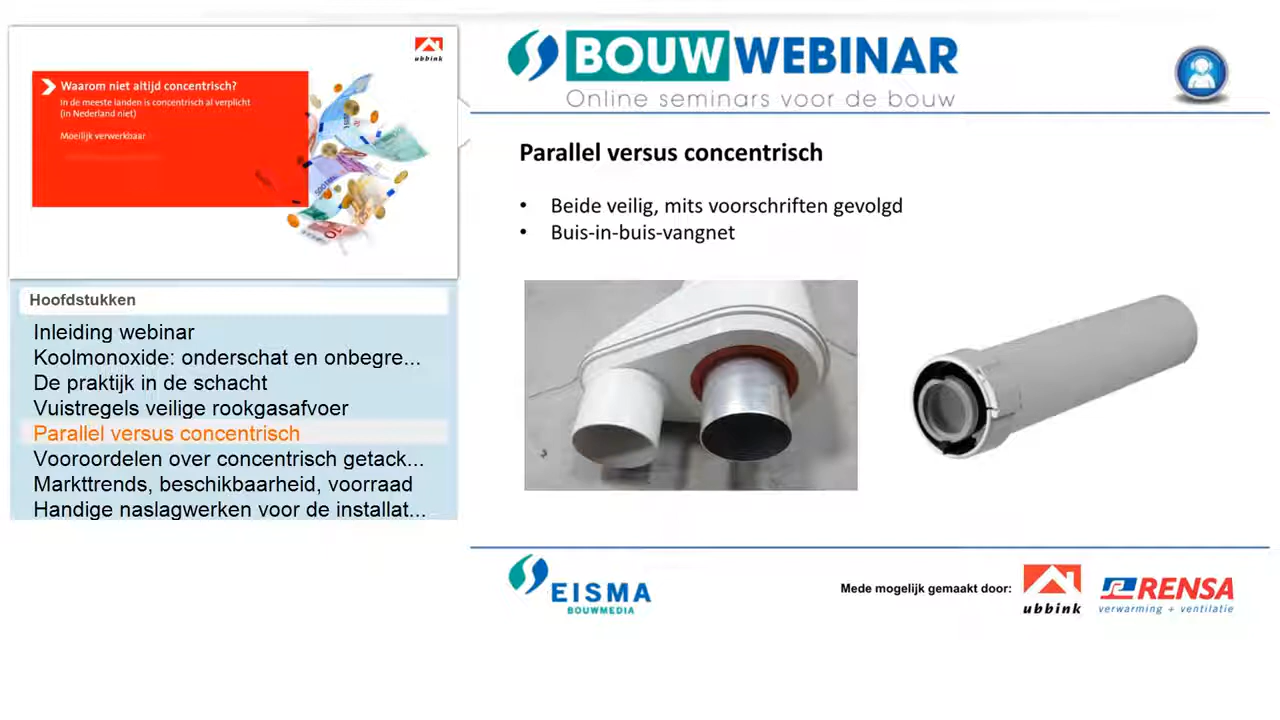 ubbink
Waarom niet altijd concentrisch?
In de meeste landen is concentrisch al verplicht
(in Nederland niet)
Moeilijk verwerkbaar
Hoofdstukken
Inleiding webinar
Koolmonoxide: onderschat en onbegre...
De praktijk in de schacht
Vuistregels veilige rookgasafvoer
Parallel versus concentrisch
Vooroordelen over concentrisch getack...
Markttrends, beschikbaarheid, voorraad
Handige naslagwerken voor de installat...
BOUWWEBINAR
Online seminars voor de bouw
Parallel versus concentrisch
• Beide veilig, mits voorschriften gevolgd
• Buis-in-buis-vangnet
EISMA
BOUWMEDIA
Mede mogelijk gemaakt door:
ubbink
RENSA
verwarming + ventilatie